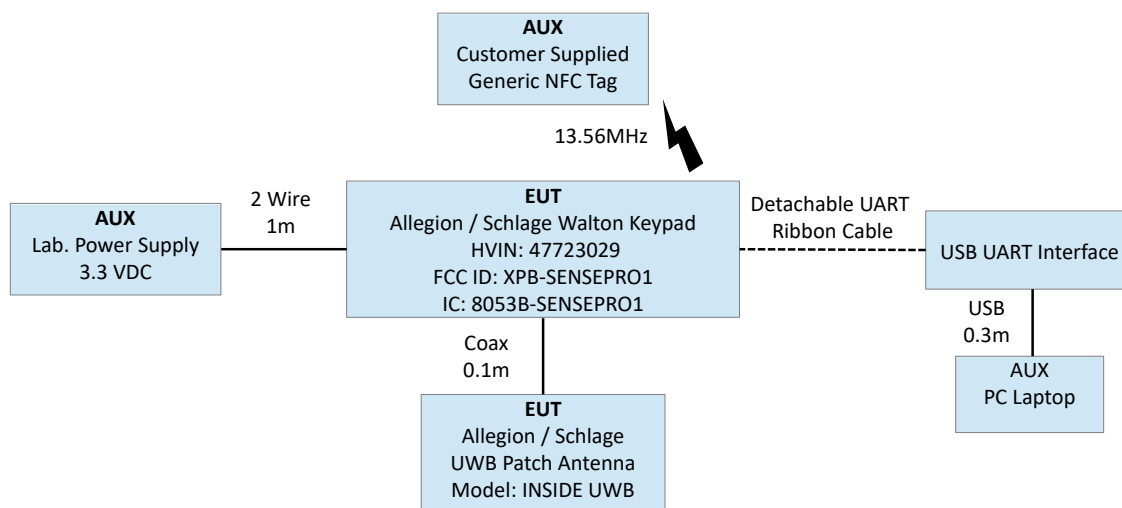 AUX
Customer Supplied
Generic NFC Tag
13.56MHz
2 Wire
1m
AUX
Lab. Power Supply
3.3 VDC
EUT
Allegion / Schlage Walton Keypad
HVIN: 47723029
FCC ID: XPB-SENSEPRO1
IC: 8053B-SENSEPRO1
Detachable UART
Ribbon Cable
USB UART Interface
USB
0.3m
AUX
PC Laptop
Coax
0.1m
EUT
Allegion / Schlage
UWB Patch Antenna
Model: INSIDE UWB